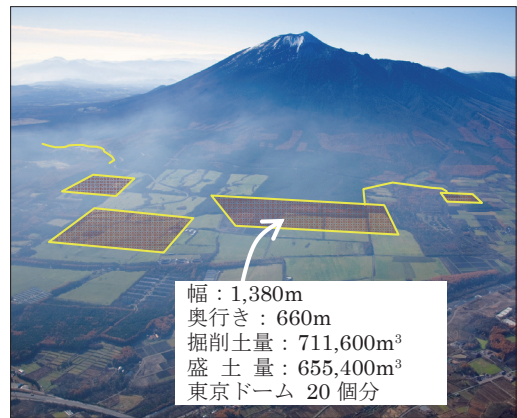 幅：1,380m
奥行き：660m
掘削土量：711,600m³
盛 土 量：655,400m³
東京ドーム 20 個分